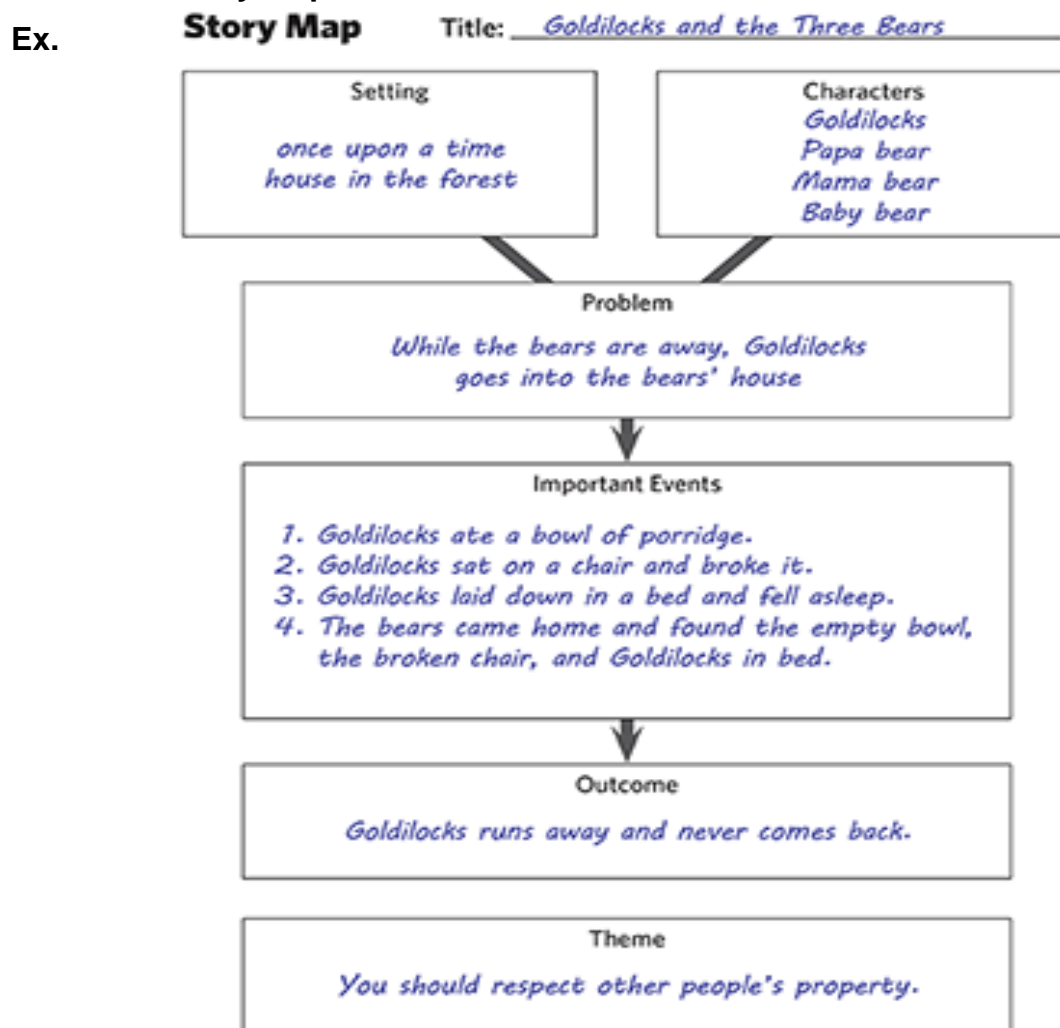 Ex.
Story Map
Title: Goldilocks and the Three Bears
Setting
once upon a time
house in the forest
Characters
Goldilocks
Papa bear
Mama bear
Baby bear
Problem
While the bears are away, Goldilocks
goes into the bears' house
Important Events
1. Goldilocks ate a bowl of porridge.
2. Goldilocks sat on a chair and broke it.
3. Goldilocks laid down in a bed and fell asleep.
4. The bears came home and found the empty bowl,
the broken chair, and Goldilocks in bed.
Outcome
Goldilocks runs away and never comes back.
Theme
You should respect other people's property.